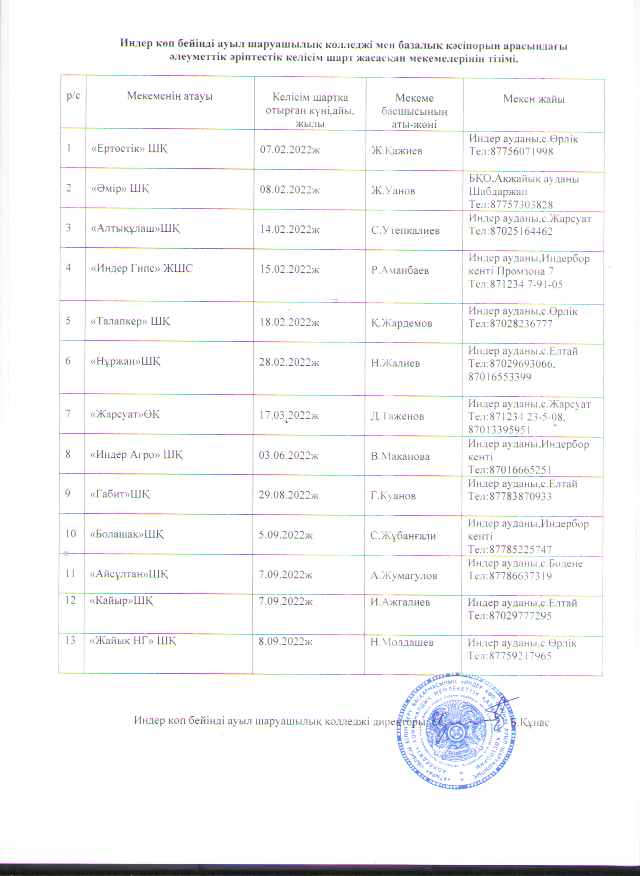 Индер көп бейінді ауыл шаруашылық колледжі мен базалық кәсіпорын арасындағы
әлеуметтік әріптестік келісім шарт жасасқан мекемелерінің тізімі.
р/с Мекеменің атауы Келісім шартқа отырған күні,айы, жылы Мекеме басшысының аты-жөні Мекен жайы
1 «Ертөстік» ШҚ 07.02.2022ж Ж.Кажиев Индер ауданы,с.Өрлік
Тел:87756071998
2 «Әмір» ШҚ 08.02.2022ж Ж.Уанов БҚО,Ақжайық ауданы
Шабдаржап
Тел:87757303828
3 «Алтықұлаш»ШҚ 14.02.2022ж С.Утепкалиев Индер ауданы,с.Жарсуат
Тел:87025164462
4 «Индер Гипс» ЖШС 15.02.2022ж Р.Аманбаев Индер ауданы,Индербор
кенті Промзона 7
Тел:871234 7-91-05
5 «Талапкер» ШҚ 18.02.2022ж Қ.Жардемов Индер ауданы,с.Өрлік
Тел:87028236777
6 «Нұржан»ШҚ 28.02.2022ж Н.Жалиев Индер ауданы,с.Елтай
Тел:87029693066,
87016553399
7 «Жарсуат»ӨК 17.03.2022ж Д.Таженов Индер ауданы,с.Жарсуат
Тел:871234 23-5-08,
87013395951
8 «Индер Агро» ШҚ 03.06.2022ж В.Маканова Индер ауданы,Индербор
кенті
Тел:87016665251
9 «Габит»ШҚ 29.08.2022ж Г.Куанов Индер ауданы,с.Елтай
Тел:87783870933
10 «Болашак»ШҚ 5.09.2022ж С.Жұбанғали Индер ауданы,Индербор
кенті
Тел:87785225747
11 «Айсұлтан»ШҚ 7.09.2022ж А.Жумагулов Индер ауданы,с.Бөдене
Тел:87786637319
12 «Қайыр»ШҚ 7.09.2022ж И.Ажгалиев Индер ауданы,с.Елтай
Тел:87029777295
13 «Жайық НГ» ШҚ 8.09.2022ж Н.Молдашев Индер ауданы,с.Өрлік
Тел:87759217965
Индер көп бейінді ауыл шаруашылық колледжі директоры Б.Құнас